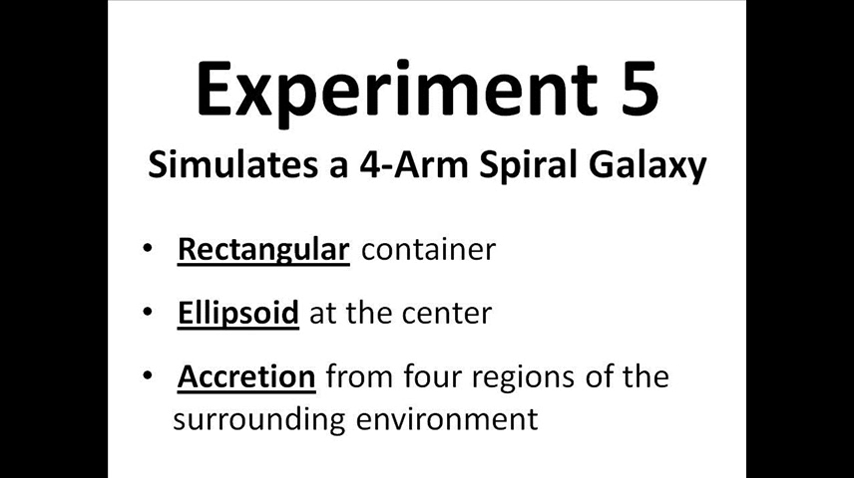 Experiment 5
Simulates a 4-Arm Spiral Galaxy
• Rectangular container
• Ellipsoid at the center
• Accretion from four regions of the
surrounding environment